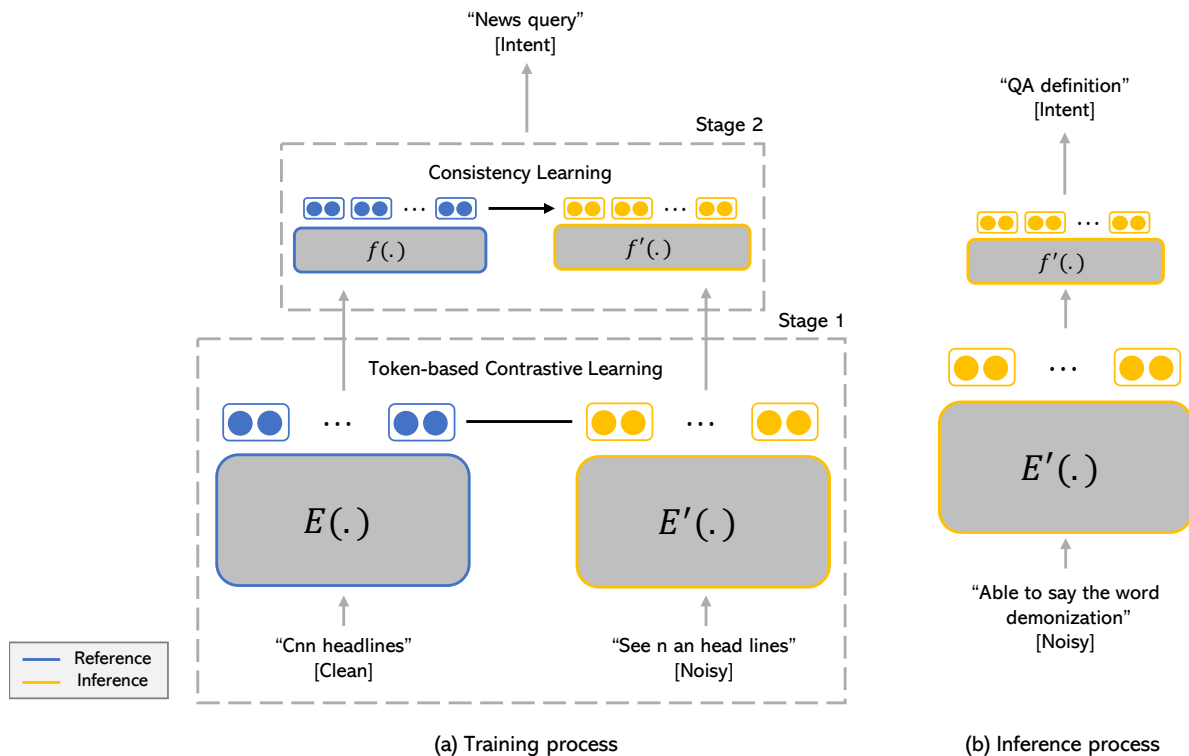 “News query”
[Intent]
Stage 2
Consistency Learning
...
f(.)
f′(.)
Stage 1
Token-based Contrastive Learning
...
...
E(.)
E′(.)
“Cnn headlines”
[Clean]
“See n an head lines”
[Noisy]
Reference
Inference
(a) Training process
“QA definition”
[Intent]
...
f′(.)
...
E′(.)
“Able to say the word
demonization”
[Noisy]
(b) Inference process